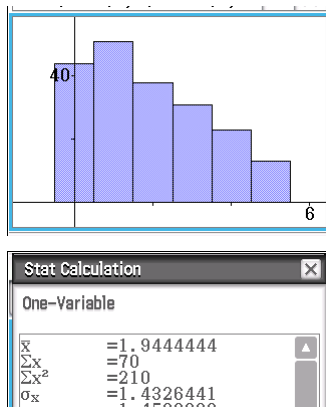 40
6
Stat Calculation
One-Variable
x̄ =1.9444444
Σx =70
Σx² =210
σx =1.4326441